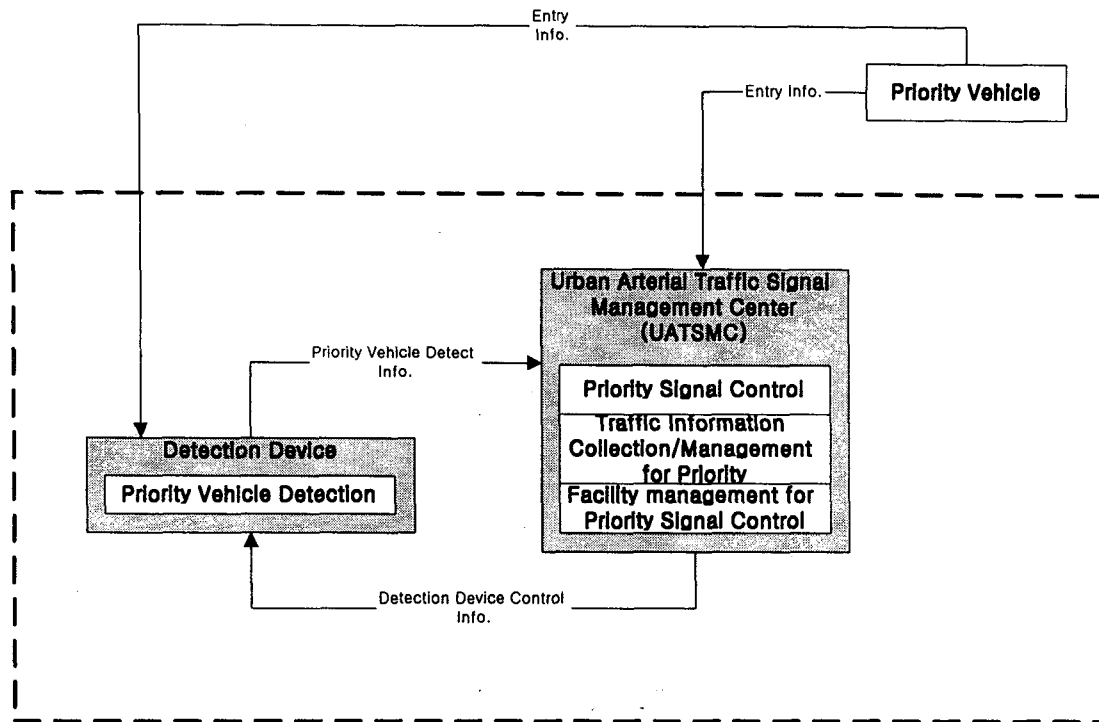 Entry
Info.
Entry Info.
Priority Vehicle
Urban Arterial Traffic Signal
Management Center
(UATSMC)
Priority Vehicle Detect
Info.
Priority Signal Control
Traffic Information
Collection/Management
for Priority
Facility management for
Priority Signal Control
Detection Device
Priority Vehicle Detection
Detection Device Control
Info.